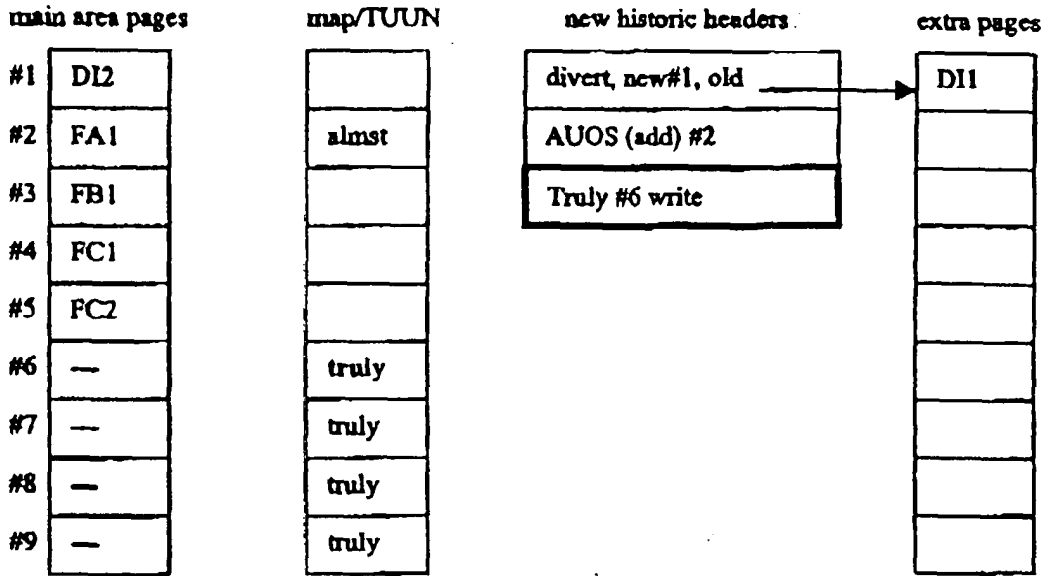 main area pages map/TUUN new historic headers extra pages
#1 DI2 divert, new#1, old DI1
#2 FA1 almst AUOS (add) #2
#3 FB1 Truly #6 write
#4 FC1
#5 FC2
#6 — truly
#7 — truly
#8 — truly
#9 — truly